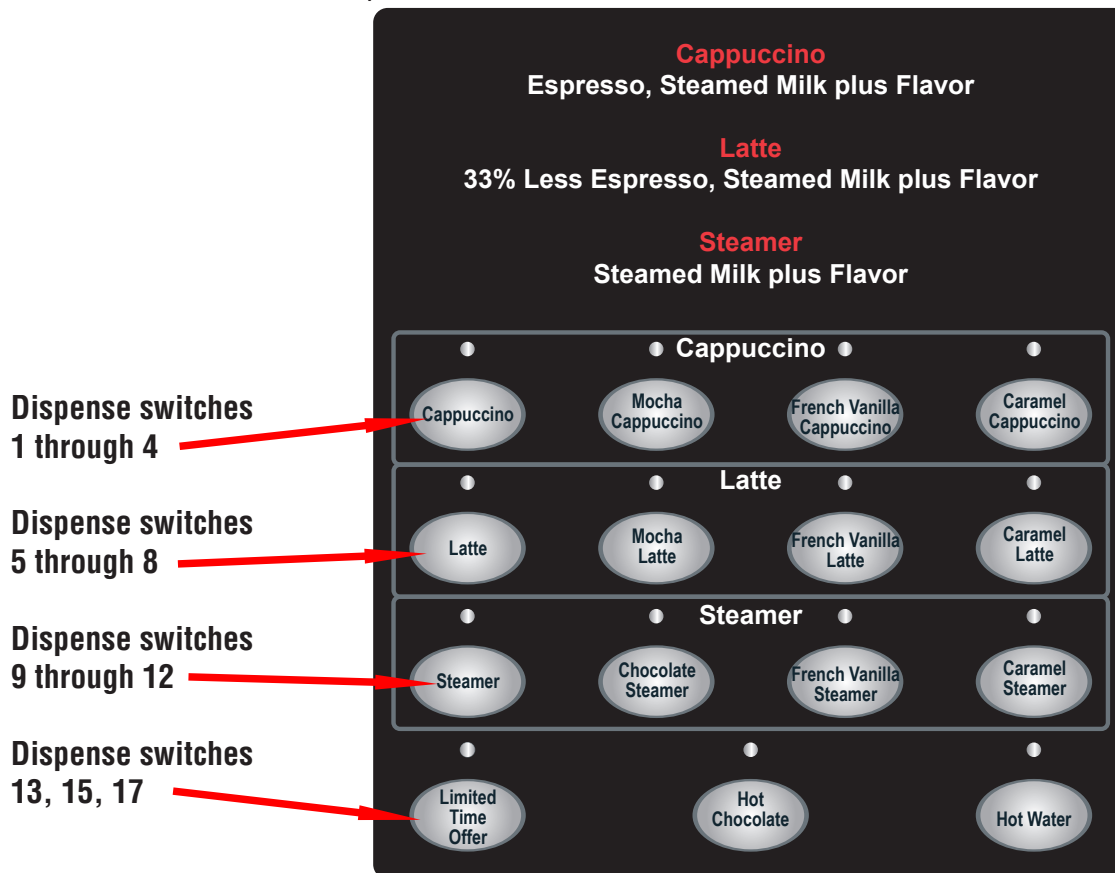 Cappuccino
Espresso, Steamed Milk plus Flavor
Latte
33% Less Espresso, Steamed Milk plus Flavor
Steamer
Steamed Milk plus Flavor
Cappuccino
Dispense switches
1 through 4
Cappuccino
Mocha
Cappuccino
French Vanilla
Cappuccino
Caramel
Cappuccino
Latte
Dispense switches
5 through 8
Latte
Mocha
Latte
French Vanilla
Latte
Caramel
Latte
Steamer
Dispense switches
9 through 12
Steamer
Chocolate
Steamer
French Vanilla
Steamer
Caramel
Steamer
Dispense switches
13, 15, 17
Limited
Time
Offer
Hot
Chocolate
Hot Water